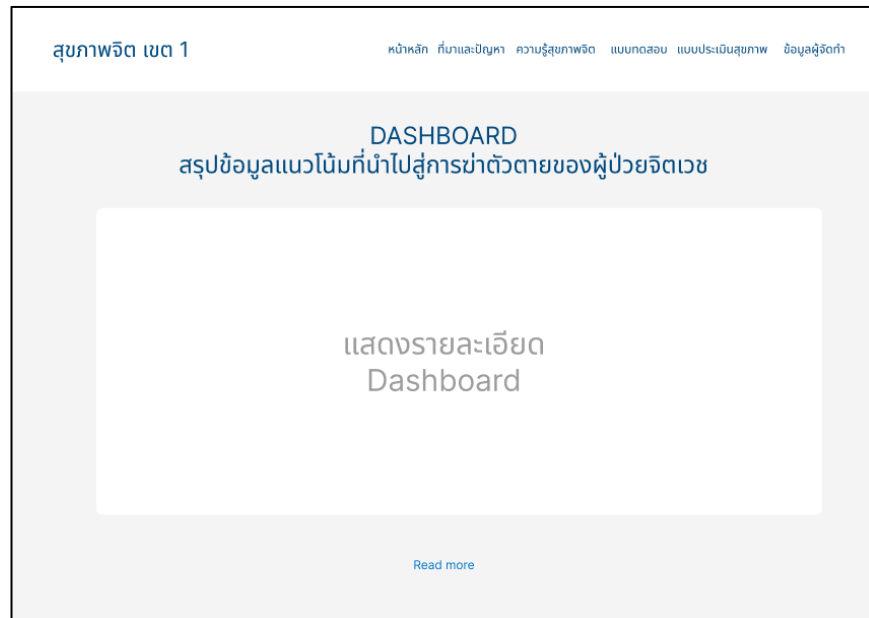 สุขภาพจิต เขต 1
หน้าหลัก ที่มาและปัญหา ความรู้สุขภาพจิต แบบทดสอบ แบบประเมินสุขภาพ ข้อมูลผู้จัดทำ
DASHBOARD
สรุปข้อมูลแนวโน้มที่นำไปสู่การฆ่าตัวตายของผู้ป่วยจิตเวช
แสดงรายละเอียด
Dashboard
Read more